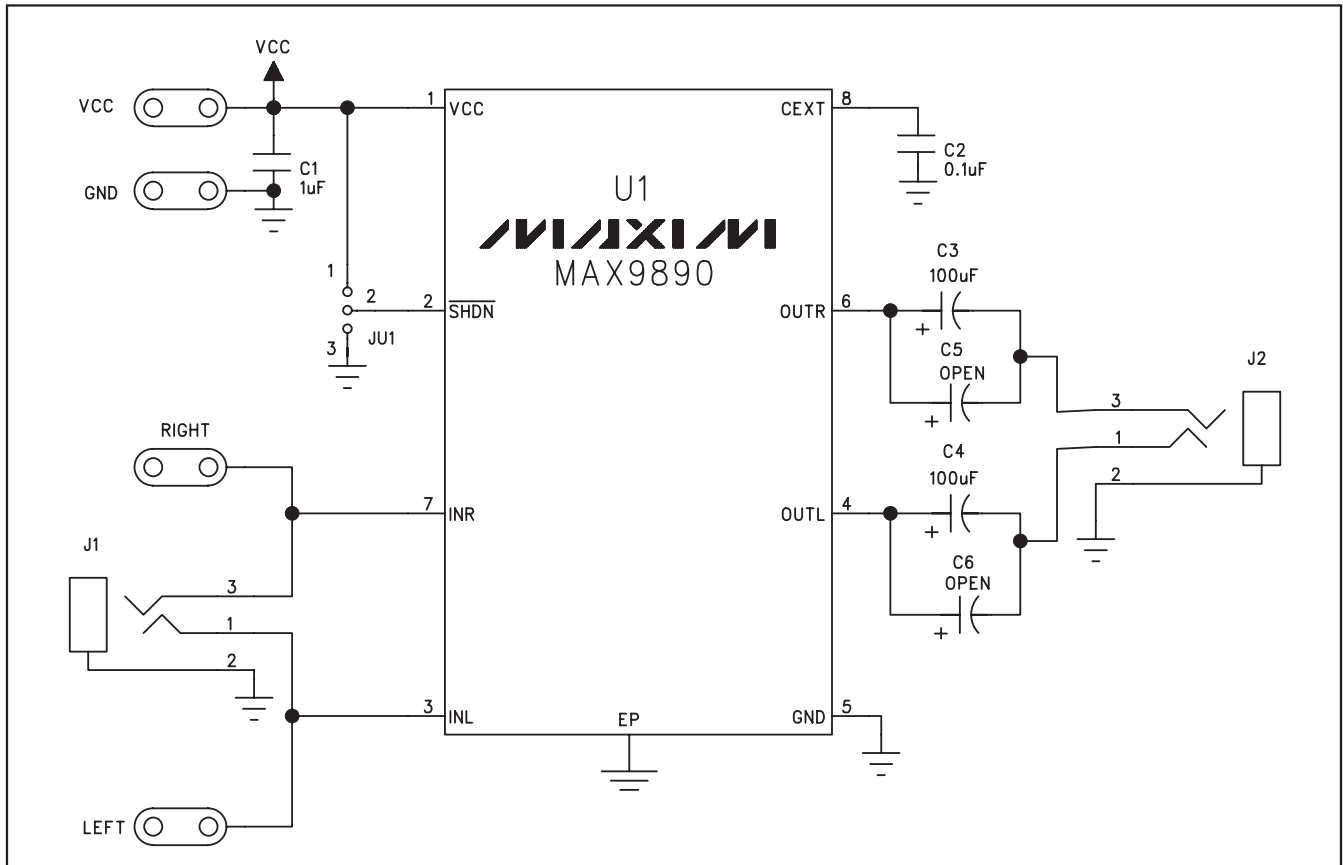 VCC
VCC
1
VCC
CEXT
8
C1
1uF
C2
0.1uF
GND
U1
MAXIM
MAX9890
1
2
2
SHDN
3
JU1
OUTR
6
C3
100uF
+
C5
OPEN
+
J2
3
1
2
RIGHT
7
INR
OUTL
4
C4
100uF
+
C6
OPEN
+
J1
3
1
2
3
INL
EP
GND
5
LEFT